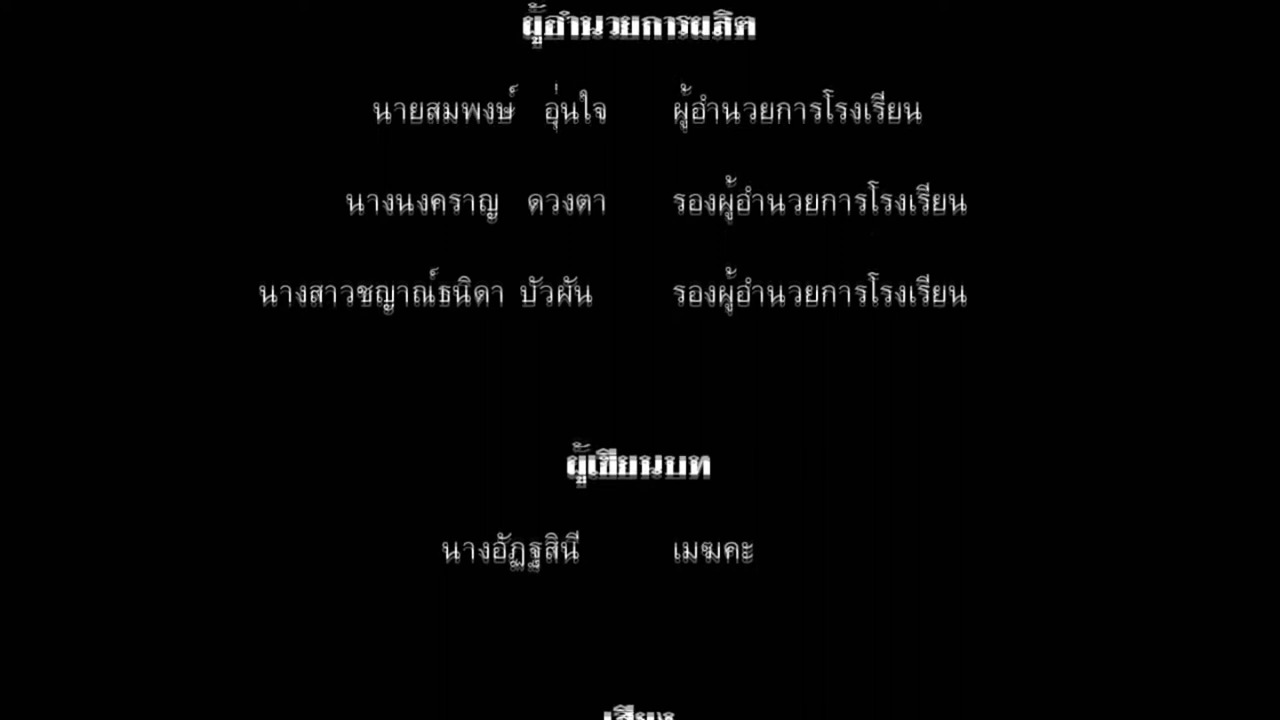 ผู้อำนวยการผลิต
นายสมพงษ์ อุ่นใจ ผู้อำนวยการโรงเรียน
นางนงคราญ ดวงตา รองผู้อำนวยการโรงเรียน
นางสาวชญาณ์ธนิดา บัวผัน รองผู้อำนวยการโรงเรียน
ผู้เขียนบท
นางอัฏฐสินี เมฆคะ